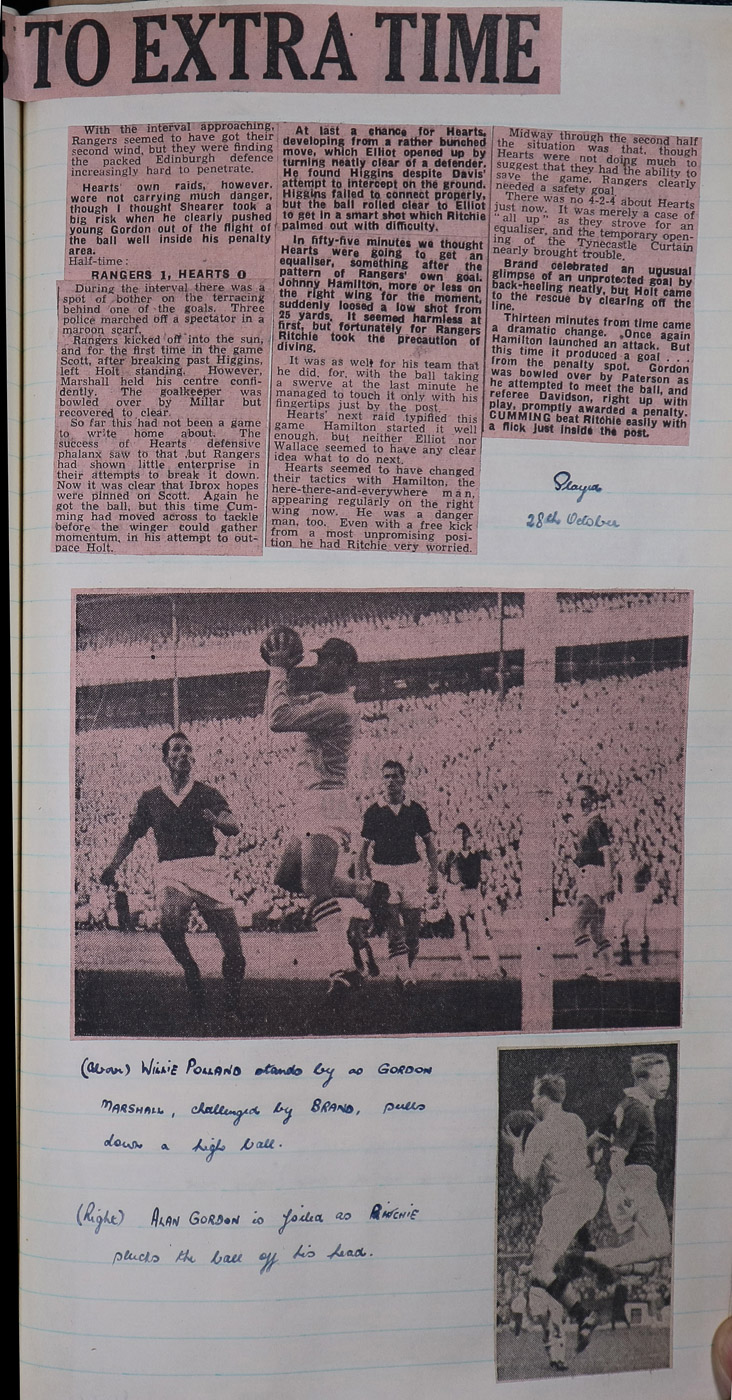 TO EXTRA TIME
With the interval approaching,
Rangers seemed to have got their
second wind, but they were finding
the packed Edinburgh defence
increasingly hard to penetrate.
Hearts' own raids, however.
were not carrying much danger,
though I thought Shearer took a
big risk when he clearly pushed
young Gordon out of the flight of
the ball well inside his penalty
area.
Half-time:
RANGERS 1, HEARTS 0
During the interval there was a
spot of bother on the terracing
behind one of the goals. Three
police marched off a spectator in a
maroon scarf.
Rangers kicked off into the sun,
and for the first time in the game
Scott, after breaking past Higgins,
left Holt standing. However,
Marshall held his centre confi-
dently. The goalkeeper was
bowled over by Millar but
recovered to clear.
So far this had not been a game
to write home about. The
success of Hearts defensive
phalanx saw to that ,but Rangers
had shown little enterprise in
their attempts to break it down.
Now it was clear that Ibrox hopes
were pinned on Scott. Again he
got the ball, but this time Cum-
ming had moved across to tackle
before the winger could gather
momentum, in his attempt to out-
pace Holt.
At last a chance for Hearts,
developing from a rather bunched
move, which Elliot opened up by
turning neatly clear of a defender.
He found Higgins despite Davis'
attempt to intercept on the ground.
Higgins failed to connect properly,
but the ball rolled clear to Elliot
to get in a smart shot which Ritchie
palmed out with difficulty.
In fifty-five minutes we thought
Hearts were going to get an
equaliser, something after the
pattern of Rangers' own goal.
Johnny Hamilton, more or less on
the right wing for the moment,
suddenly loosed a low shot from
25 yards. It seemed harmless at
first, but fortunately for Rangers
Ritchie took the precaution of
diving.
It was as well for his team that
he did, for, with the ball taking
a swerve at the last minute he
managed to touch it only with his
fingertips just by the post.
Hearts' next raid typified this
game Hamilton started it well
enough, but neither Elliot nor
Wallace seemed to have any clear
idea what to do next.
Hearts seemed to have changed
their tactics with Hamilton, the
here-there-and-everywhere man,
appearing regularly on the right
wing now. He was a danger
man, too. Even with a free kick
from a most unpromising posi-
tion he had Ritchie very worried.
Midway through the second half
the situation was that, though
Hearts were not doing much to
suggest that they had the ability to
save the game, Rangers clearly
needed a safety goal
There was no 4-2-4 about Hearts
just now. It was merely a case of
"all up" as they strove for an
equaliser, and the temporary open-
ing of the Tynecastle Curtain
nearly brought trouble.
Brand celebrated an unusual
glimpse of an unprotected goal by
back-heeling neatly, but Holt came
to the rescue by clearing off the
line.
Thirteen minutes from time came
a dramatic change. Once again
Hamilton launched an attack. But
this time it produced a goal . . .
from the penalty spot. Gordon
was bowled over by Paterson as
he attempted to meet the ball, and
referee Davidson, right up with
play, promptly awarded a penalty.
CUMMING beat Ritchie easily with
a flick just inside the post.
Played
28th October
(Above) WILLIE POLLAND stands by as GORDON
MARSHALL, challenged by BRAND, pulls
down a high ball.
(Right) ALAN GORDON is foiled as RITCHIE
plucks the ball off his head.